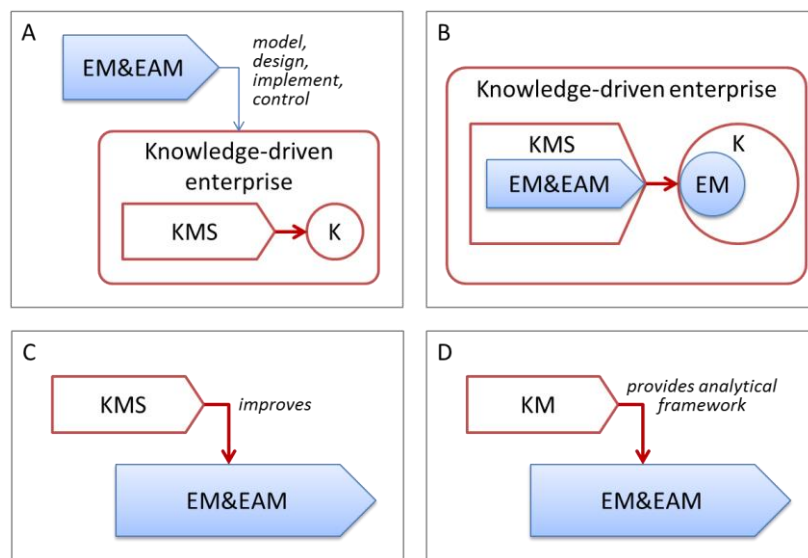 A
EM&EAM
model,
design,
implement,
control
Knowledge-driven
enterprise
KMS
K
B
Knowledge-driven enterprise
KMS
K
EM&EAM
EM
C
KMS
improves
EM&EAM
D
KM
provides analytical
framework
EM&EAM